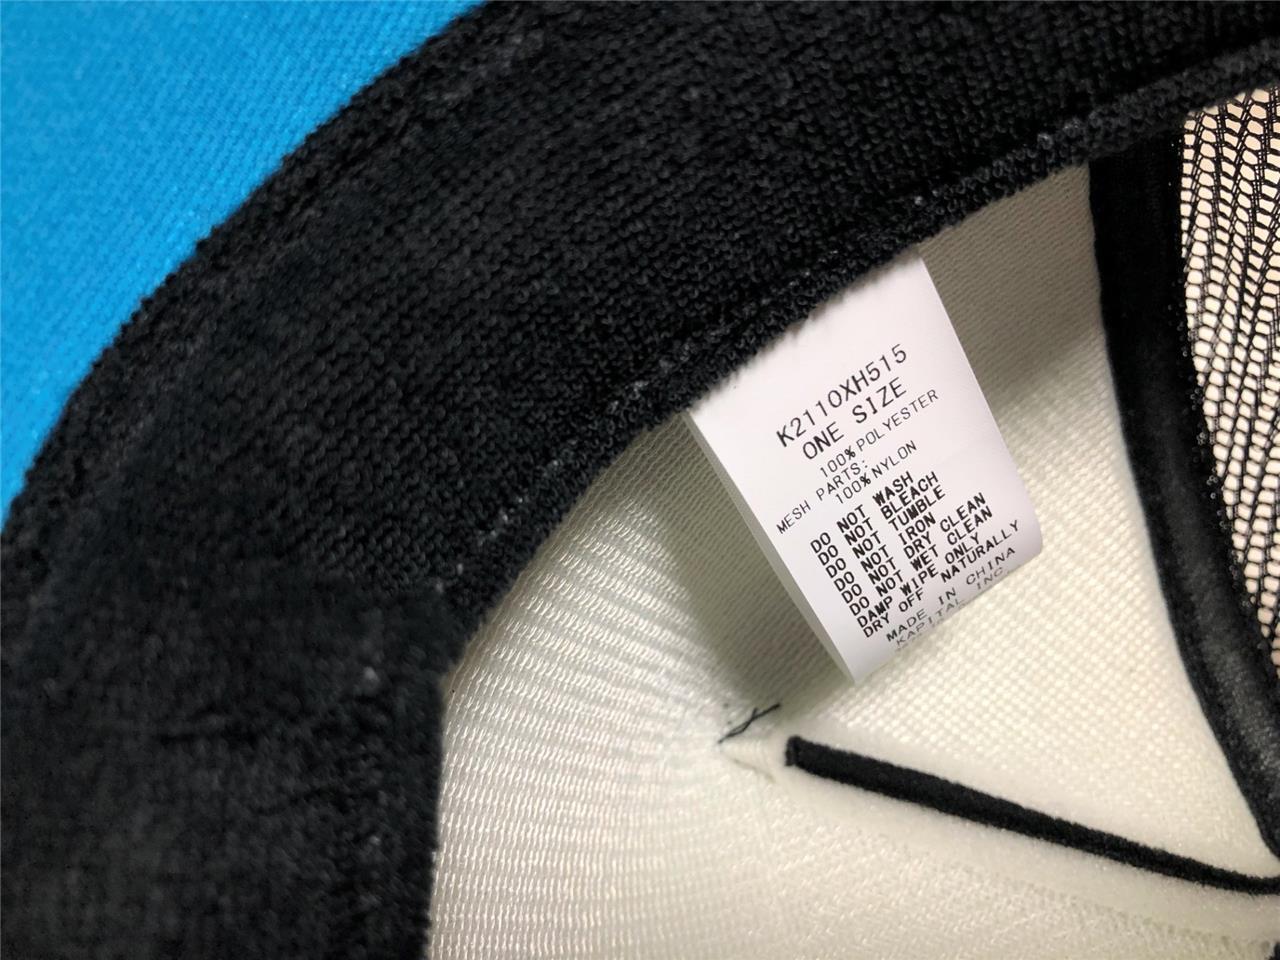 K2110XH515
ONE SIZE
100% POLYESTER
MESH PARTS:
100% NYLON
DO NOT WASH
DO NOT BLEACH
DO NOT TUMBLE
DO NOT IRON
DO NOT DRY CLEAN
DO NOT WET CLEAN
DAMP WIPE ONLY
DRY OFF NATURALLY
MADE IN CHINA
KAPITAL INC